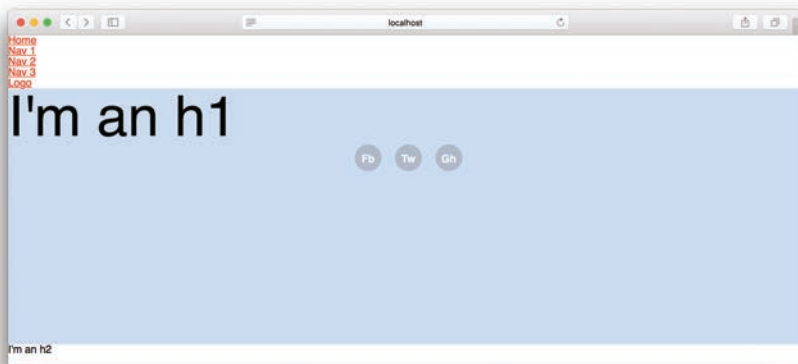 localhost
Home
Nav 1
Nav 2
Nav 3
Logo
I'm an h1
Fb Tw Gh
I'm an h2